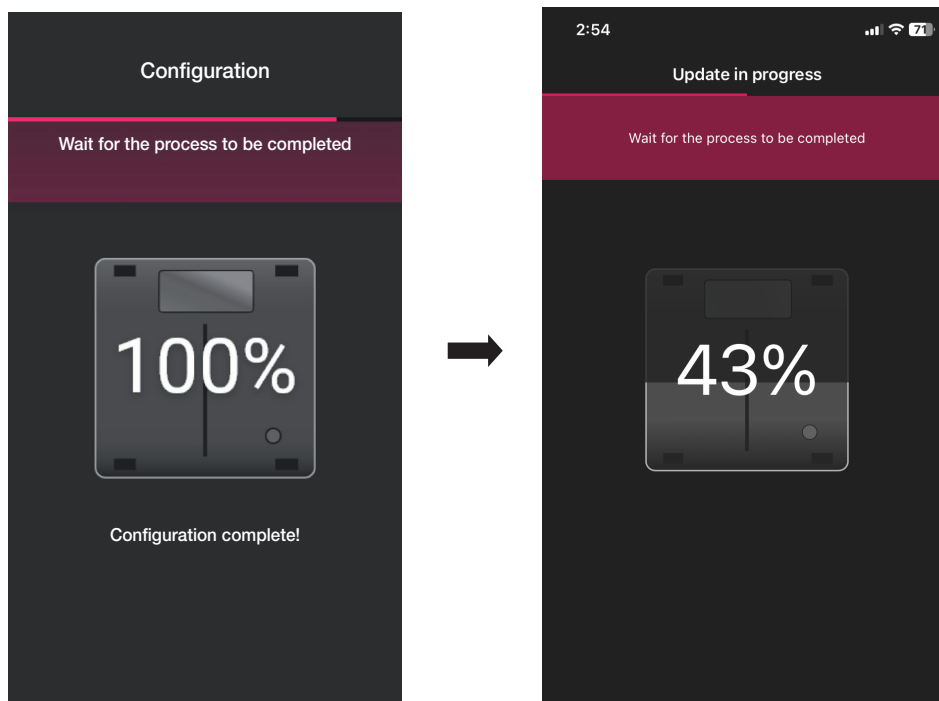 Configuration
Wait for the process to be completed
100%
Configuration complete!
2:54
71
Update in progress
Wait for the process to be completed
43%